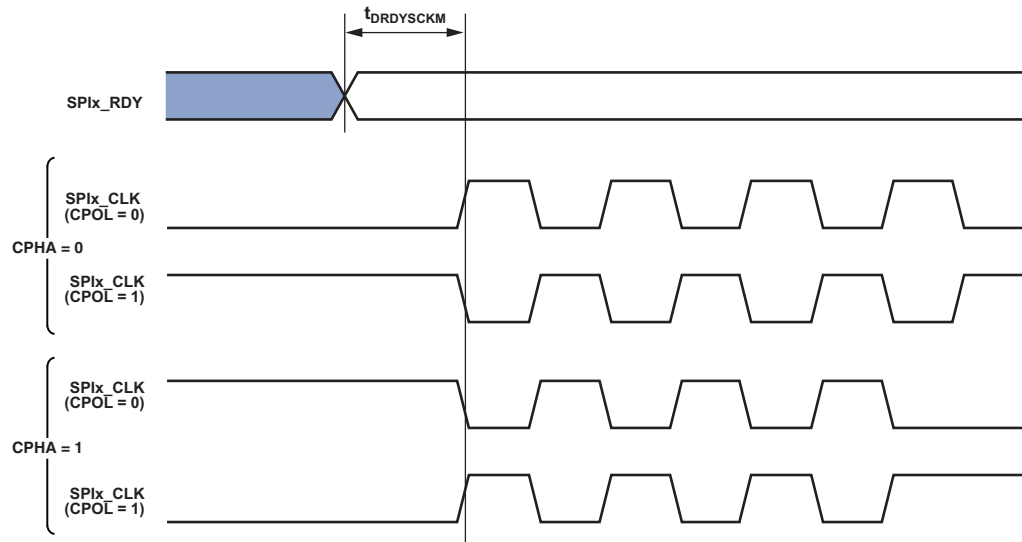 tDRDYSCKM
SPIx_RDY
SPIx_CLK
(CPOL = 0)
CPHA = 0
SPIx_CLK
(CPOL = 1)
SPIx_CLK
(CPOL = 0)
CPHA = 1
SPIx_CLK
(CPOL = 1)